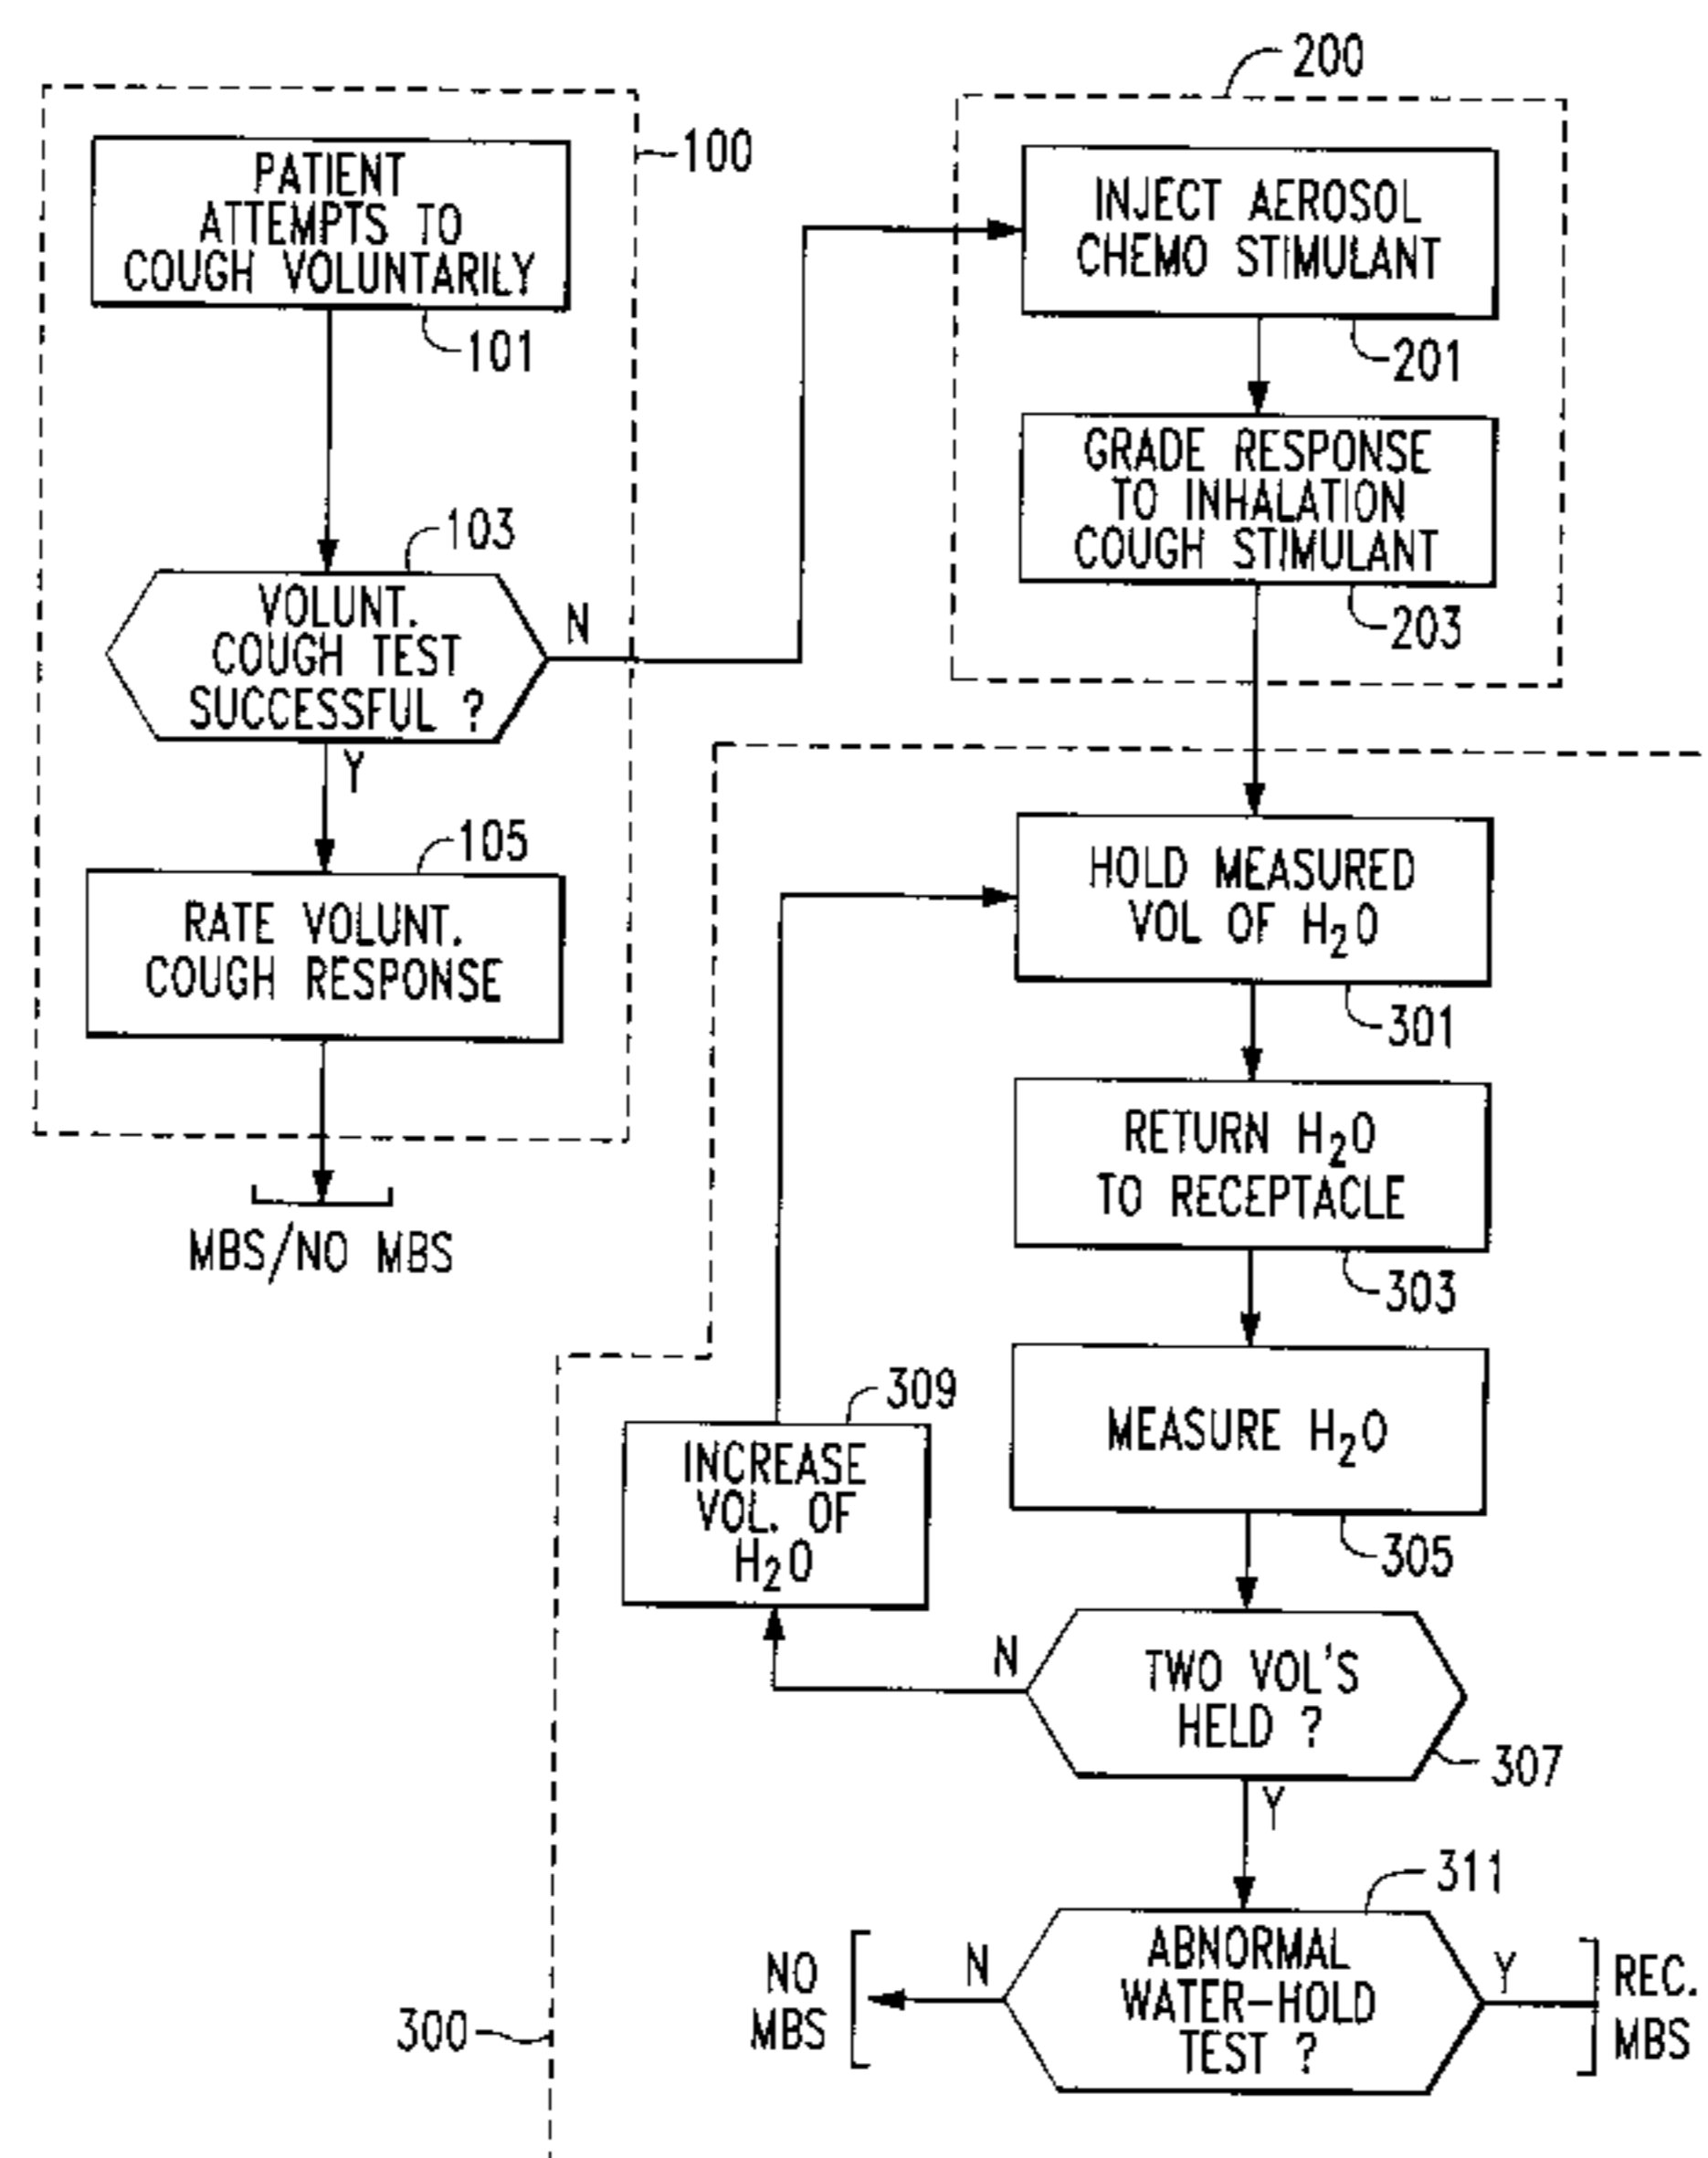 100
PATIENT
ATTEMPTS TO
COUGH VOLUNTARILY
101
103
VOLUNT.
COUGH TEST
SUCCESSFUL ?
N
Y
105
RATE VOLUNT.
COUGH RESPONSE
MBS/NO MBS
200
INJECT AEROSOL
CHEMO STIMULANT
201
GRADE RESPONSE
TO INHALATION
COUGH STIMULANT
203
HOLD MEASURED
VOL OF H₂O
301
RETURN H₂O
TO RECEPTACLE
303
MEASURE H₂O
305
309
INCREASE
VOL. OF
H₂O
N
TWO VOL'S
HELD ?
307
Y
311
ABNORMAL
WATER-HOLD
TEST ?
N
NO
MBS
Y
REC.
MBS
300